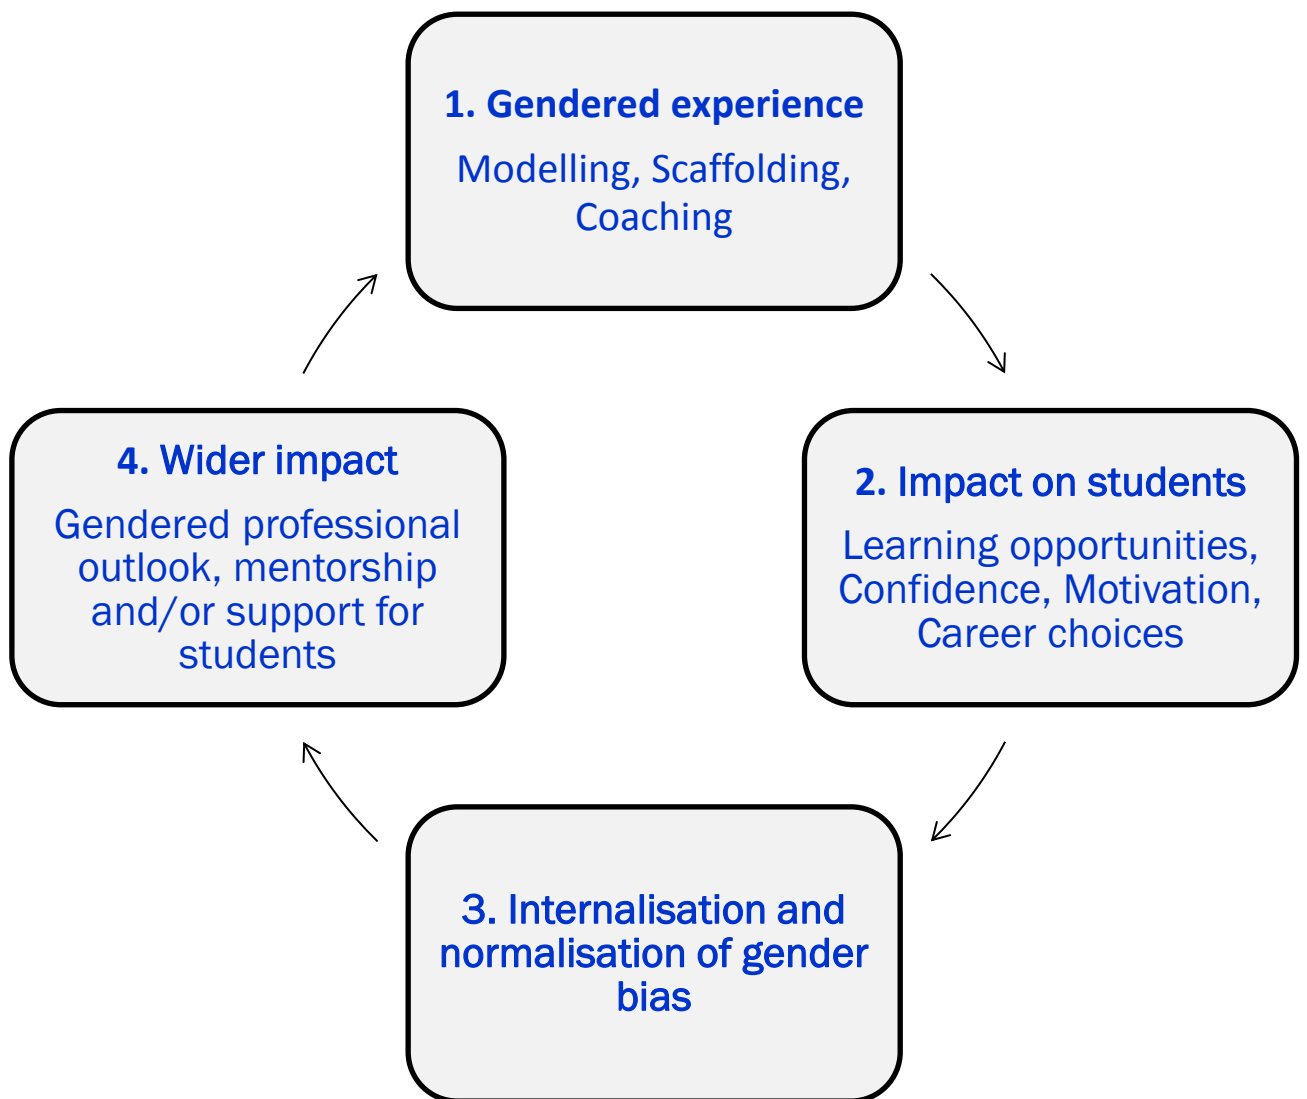 1. Gendered experience
Modelling, Scaffolding,
Coaching
2. Impact on students
Learning opportunities,
Confidence, Motivation,
Career choices
3. Internalisation and
normalisation of gender
bias
4. Wider impact
Gendered professional
outlook, mentorship
and/or support for
students